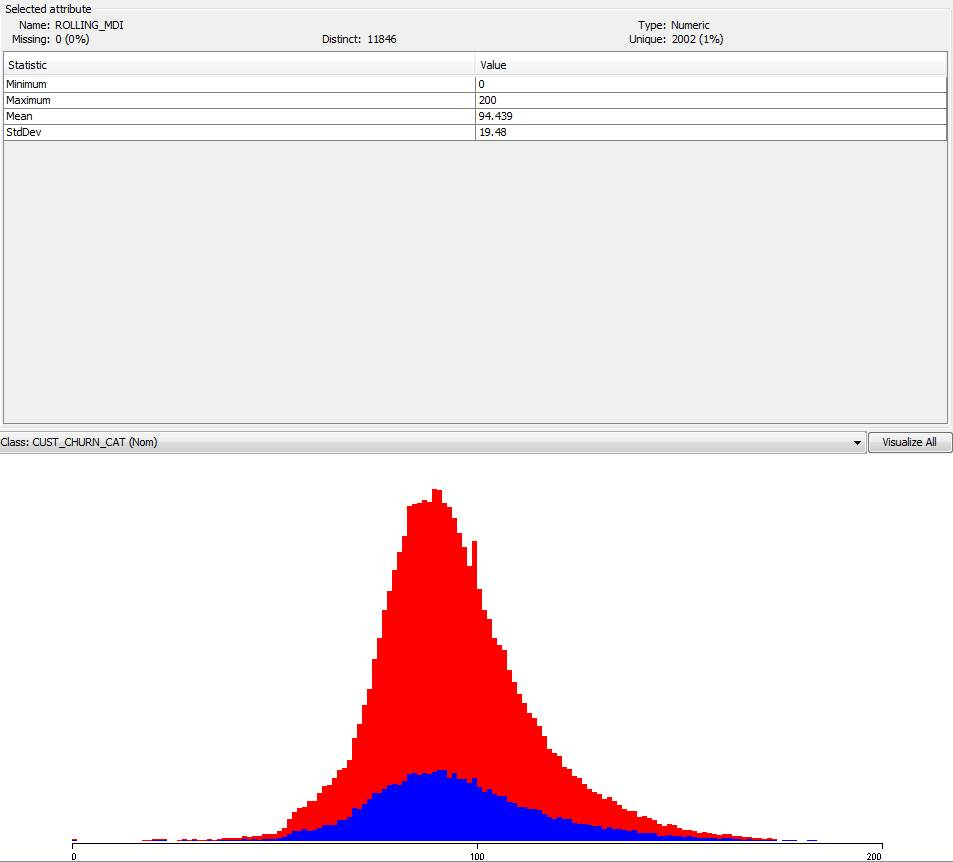 Selected attribute
Name: ROLLING_MDI Type: Numeric
Missing: 0 (0%) Distinct: 11846 Unique: 2002 (1%)
Statistic Value
Minimum 0
Maximum 200
Mean 94.439
StdDev 19.48
Class: CUST_CHURN_CAT (Nom) Visualize All
0 100 200